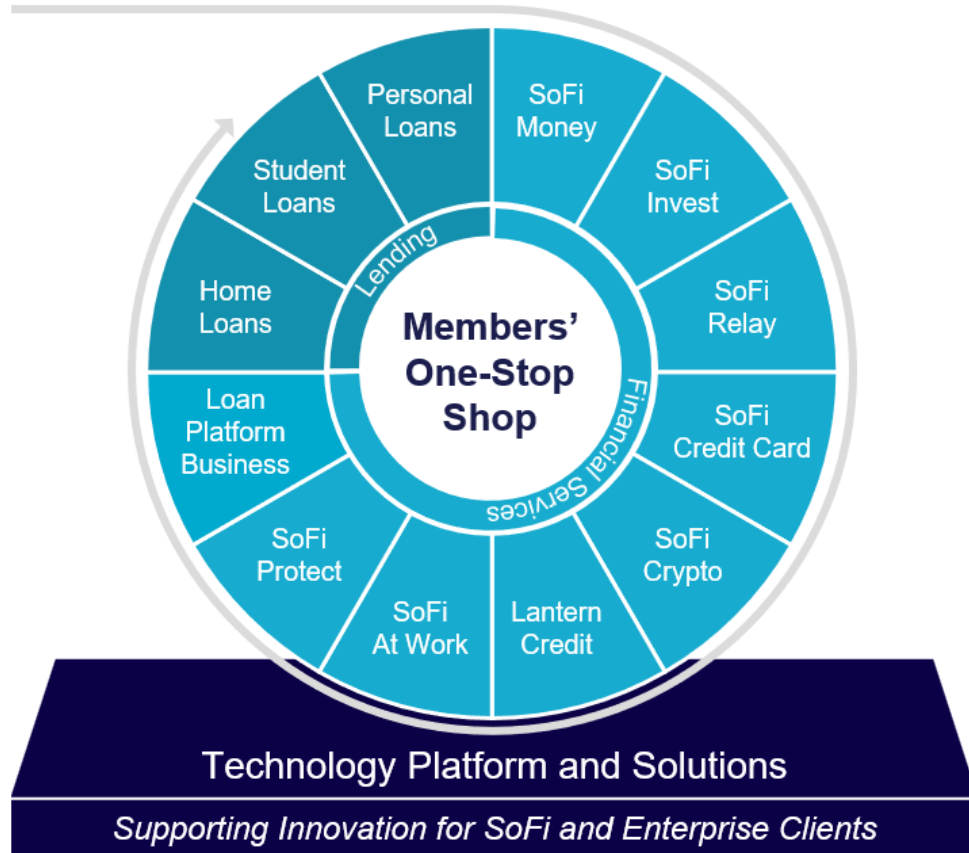 Personal
Loans
SoFi
Money
SoFi
Invest
SoFi
Relay
SoFi
Credit Card
SoFi
Crypto
Lantern
Credit
SoFi
At Work
SoFi
Protect
Loan
Platform
Business
Home
Loans
Student
Loans
Lending
Financial Services
Members’
One-Stop
Shop
Technology Platform and Solutions
Supporting Innovation for SoFi and Enterprise Clients